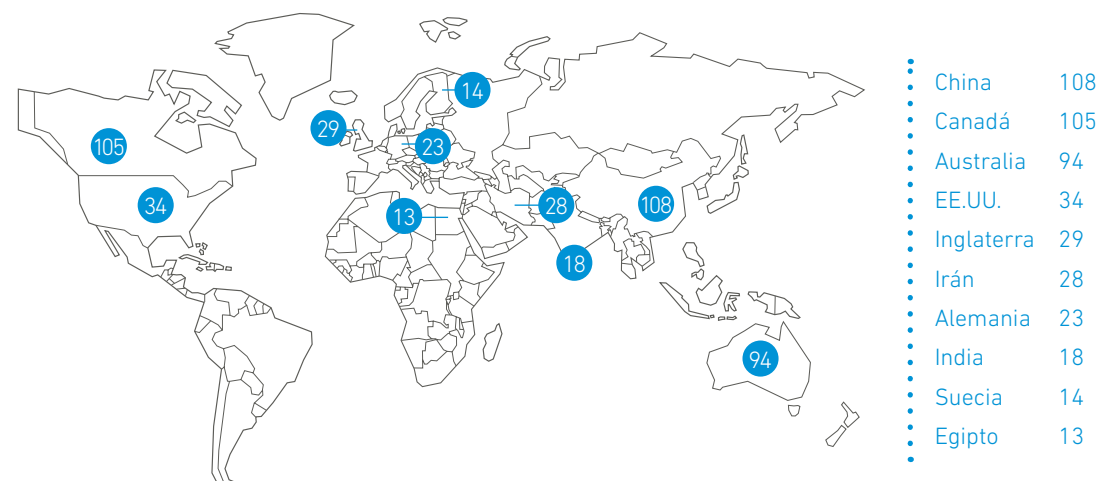 14
29
23
105
34
28
108
13
18
94
China 108
Canadá 105
Australia 94
EE.UU. 34
Inglaterra 29
Irán 28
Alemania 23
India 18
Suecia 14
Egipto 13